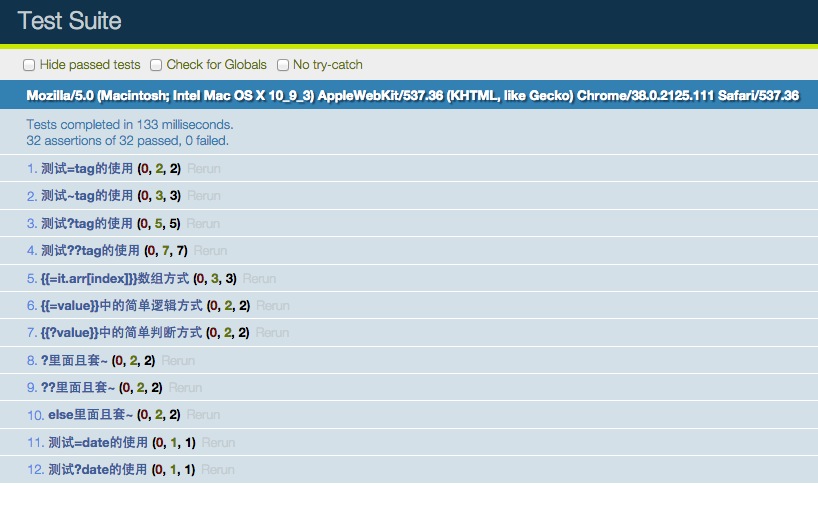 Test Suite
Hide passed tests Check for Globals No try-catch
Mozilla/5.0 (Macintosh; Intel Mac OS X 10_9_3) AppleWebKit/537.36 (KHTML, like Gecko) Chrome/38.0.2125.111 Safari/537.36
Tests completed in 133 milliseconds.
32 assertions of 32 passed, 0 failed.
1. 测试=tag的使用 (0, 2, 2) Rerun
2. 测试~tag的使用 (0, 3, 3) Rerun
3. 测试?tag的使用 (0, 5, 5) Rerun
4. 测试??tag的使用 (0, 7, 7) Rerun
5. {{=it.arr[index]}}数组方式 (0, 3, 3) Rerun
6. {{=value}}中的简单逻辑方式 (0, 2, 2) Rerun
7. {{?value}}中的简单判断方式 (0, 2, 2) Rerun
8. ?里面且套~ (0, 2, 2) Rerun
9. ??里面且套~ (0, 2, 2) Rerun
10. else里面且套~ (0, 2, 2) Rerun
11. 测试=date的使用 (0, 1, 1) Rerun
12. 测试?date的使用 (0, 1, 1) Rerun